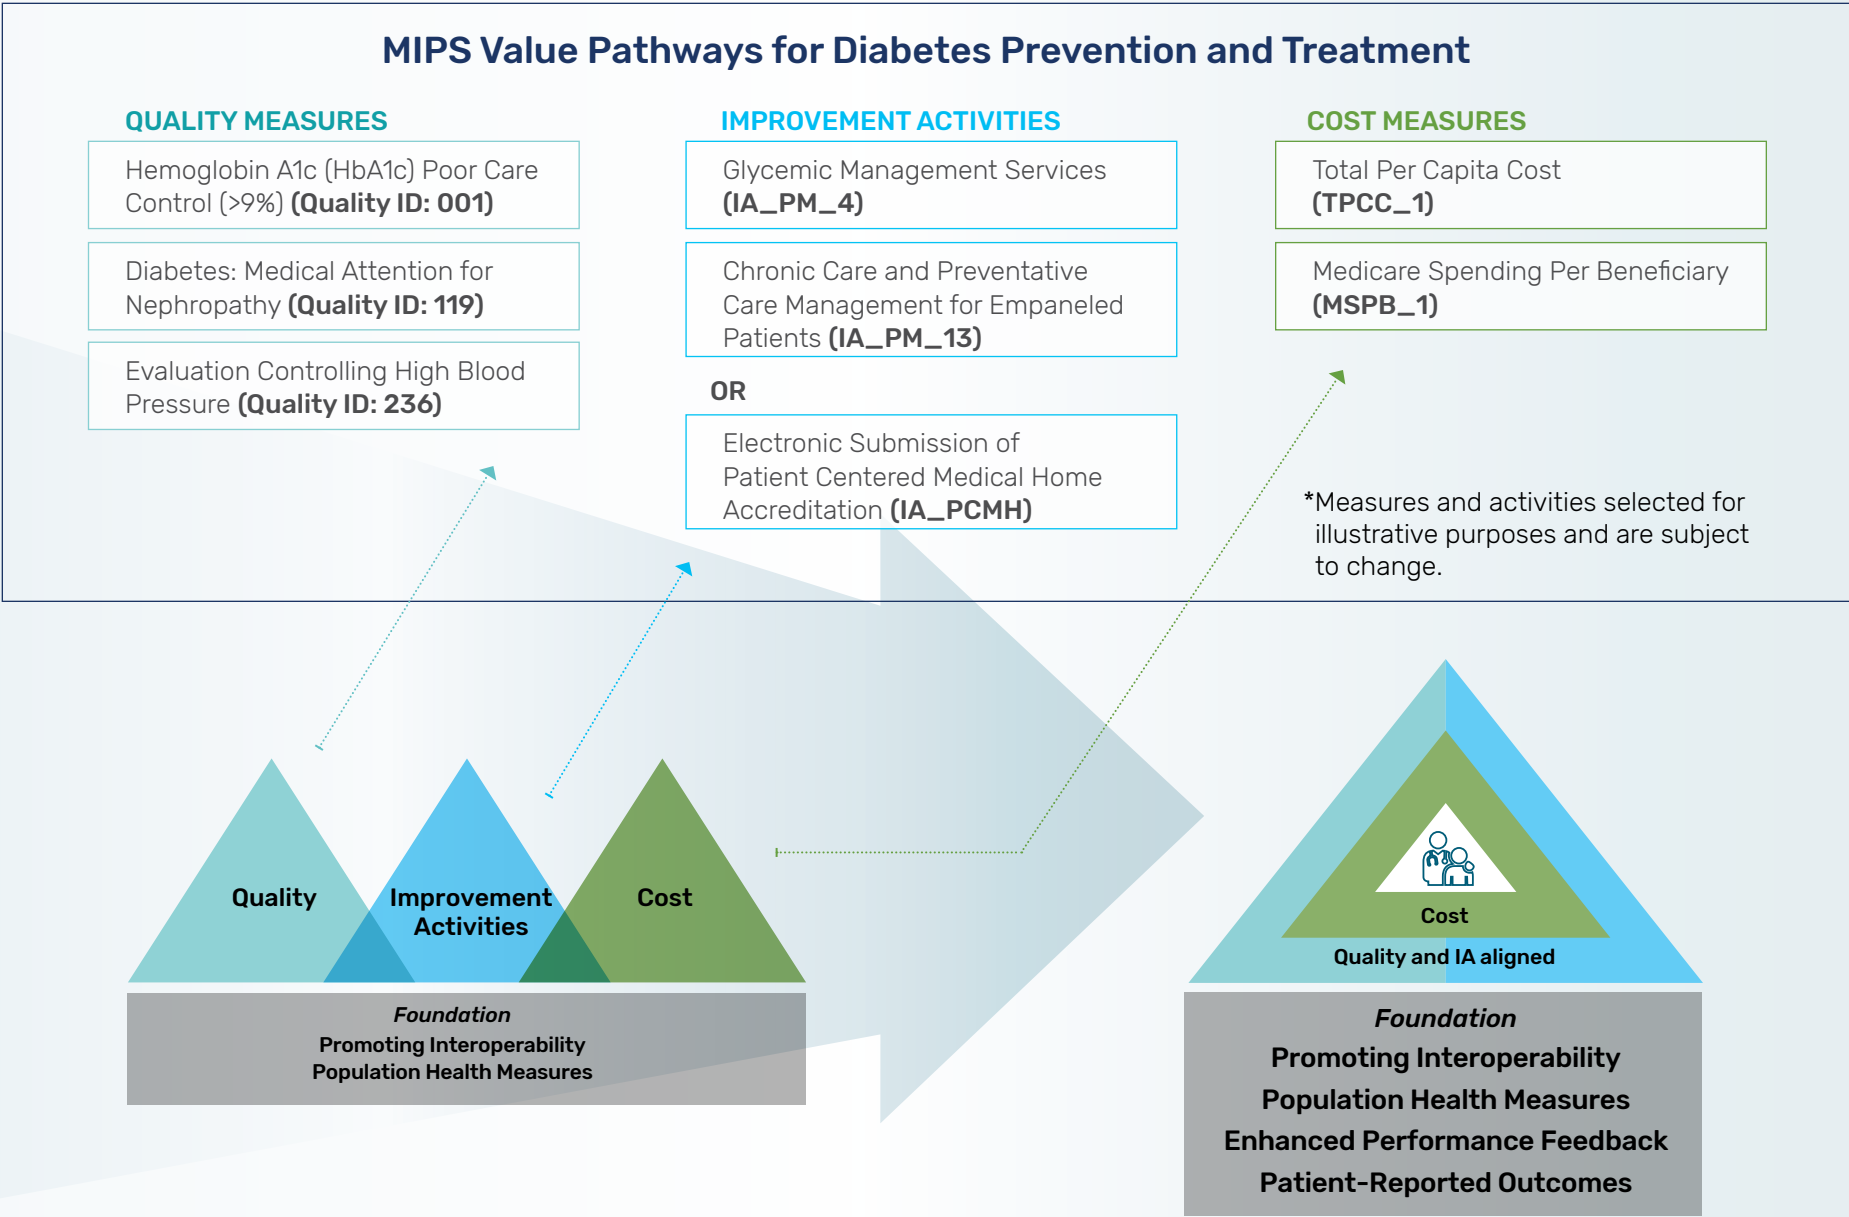 MIPS Value Pathways for Diabetes Prevention and Treatment
QUALITY MEASURES
Hemoglobin A1c (HbA1c) Poor Care
Control (>9%) (Quality ID: 001)
Diabetes: Medical Attention for
Nephropathy (Quality ID: 119)
Evaluation Controlling High Blood
Pressure (Quality ID: 236)
IMPROVEMENT ACTIVITIES
Glycemic Management Services
(IA_PM_4)
Chronic Care and Preventative
Care Management for Empaneled
Patients (IA_PM_13)
OR
Electronic Submission of
Patient Centered Medical Home
Accreditation (IA_PCMH)
COST MEASURES
Total Per Capita Cost
(TPCC_1)
Medicare Spending Per Beneficiary
(MSPB_1)
*Measures and activities selected for
illustrative purposes and are subject
to change.
Quality
Improvement
Activities
Cost
Foundation
Promoting Interoperability
Population Health Measures
Cost
Quality and IA aligned
Foundation
Promoting Interoperability
Population Health Measures
Enhanced Performance Feedback
Patient-Reported Outcomes